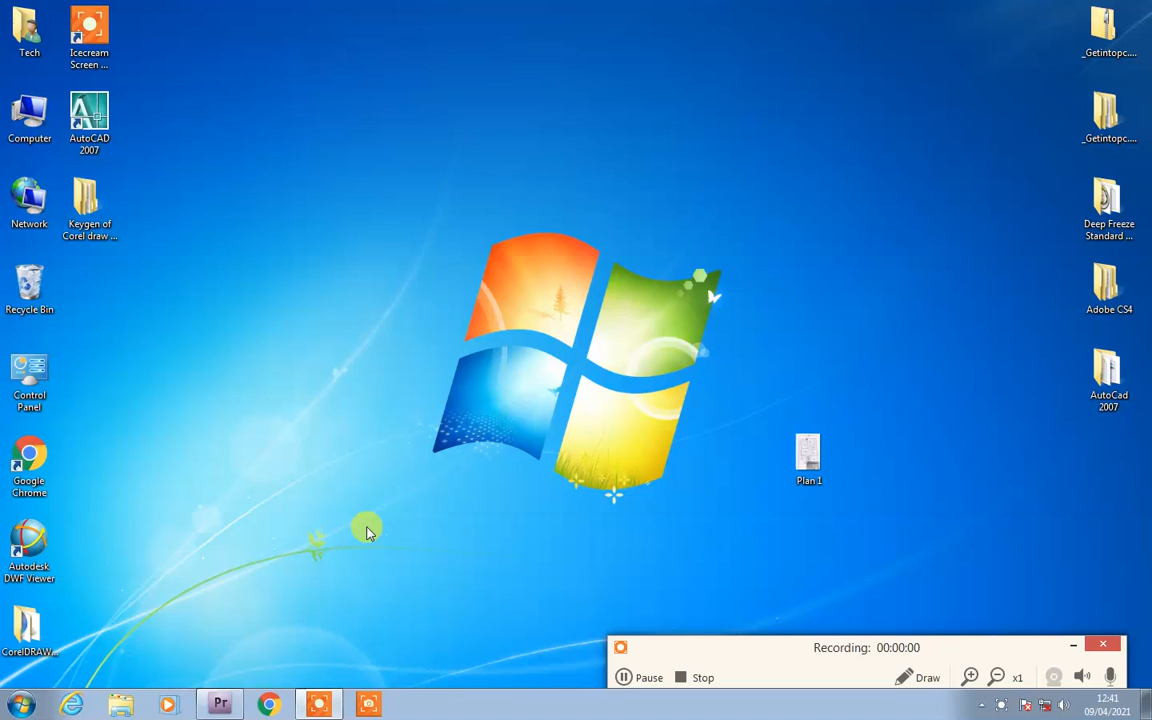 Tech
Icecream
Screen ...
Computer
AutoCAD
2007
Network
Keygen of
Corel draw ...
Recycle Bin
Control
Panel
Google
Chrome
Autodesk
DWF Viewer
CorelDRAW...
_Getintopc....
_Getintopc....
Deep Freeze
Standard ...
Adobe CS4
AutoCad
2007
Plan 1
Recording: 00:00:00
Pause
Stop
Draw
x1
Pr
12:41
09/04/2021